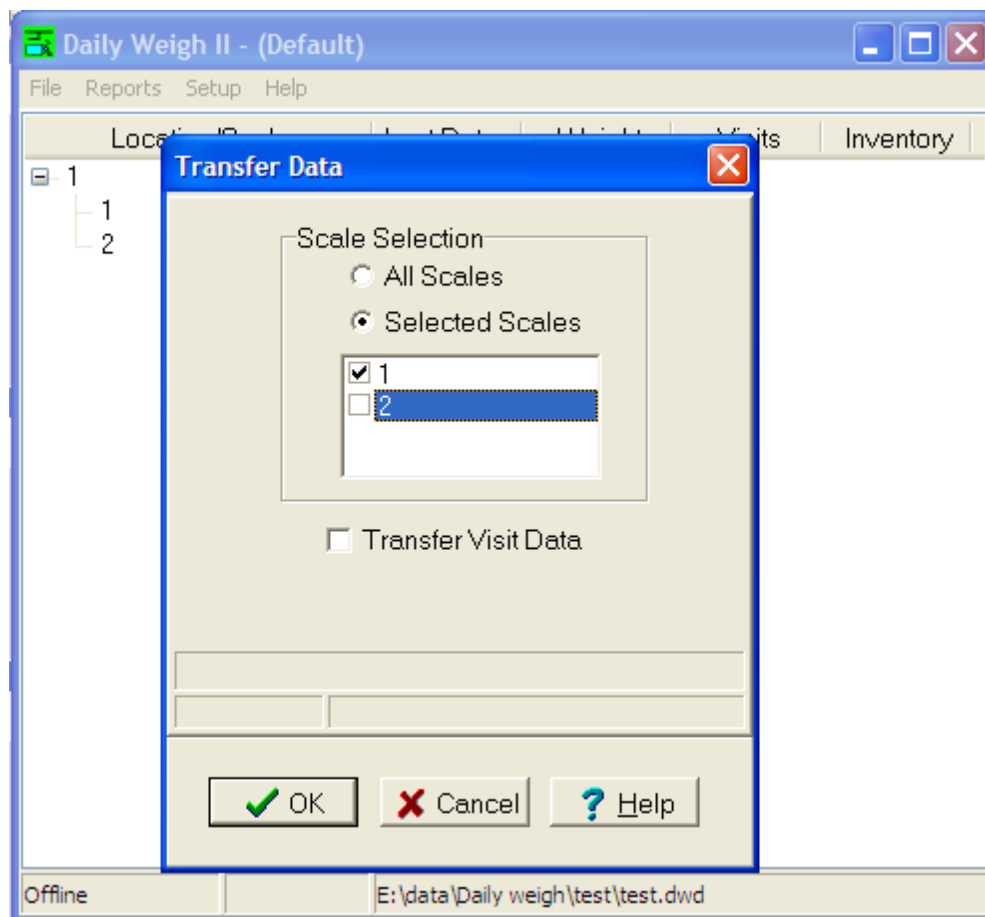 Daily Weigh II - (Default)
File Reports Setup Help
Inventory
Transfer Data
1
1
2
Scale Selection
All Scales
Selected Scales
1
2
Transfer Visit Data
OK Cancel Help
Offline E:\data\Daily weigh\test\test.dwd